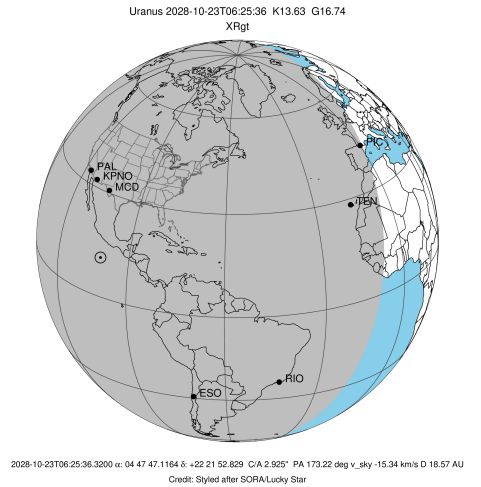 Uranus 2028-10-23T06:25:36 K13.63 G16.74
XRgt
PIC
PAL
KPNO
MCD
TEN
RIO
ESO
2028-10-23T06:25:36.3200 α: 04 47 47.1164 δ: +22 21 52.829 C/A 2.925" PA 173.22 deg v_sky -15.34 km/s D 18.57 AU
Credit: Styled after SORA/Lucky Star